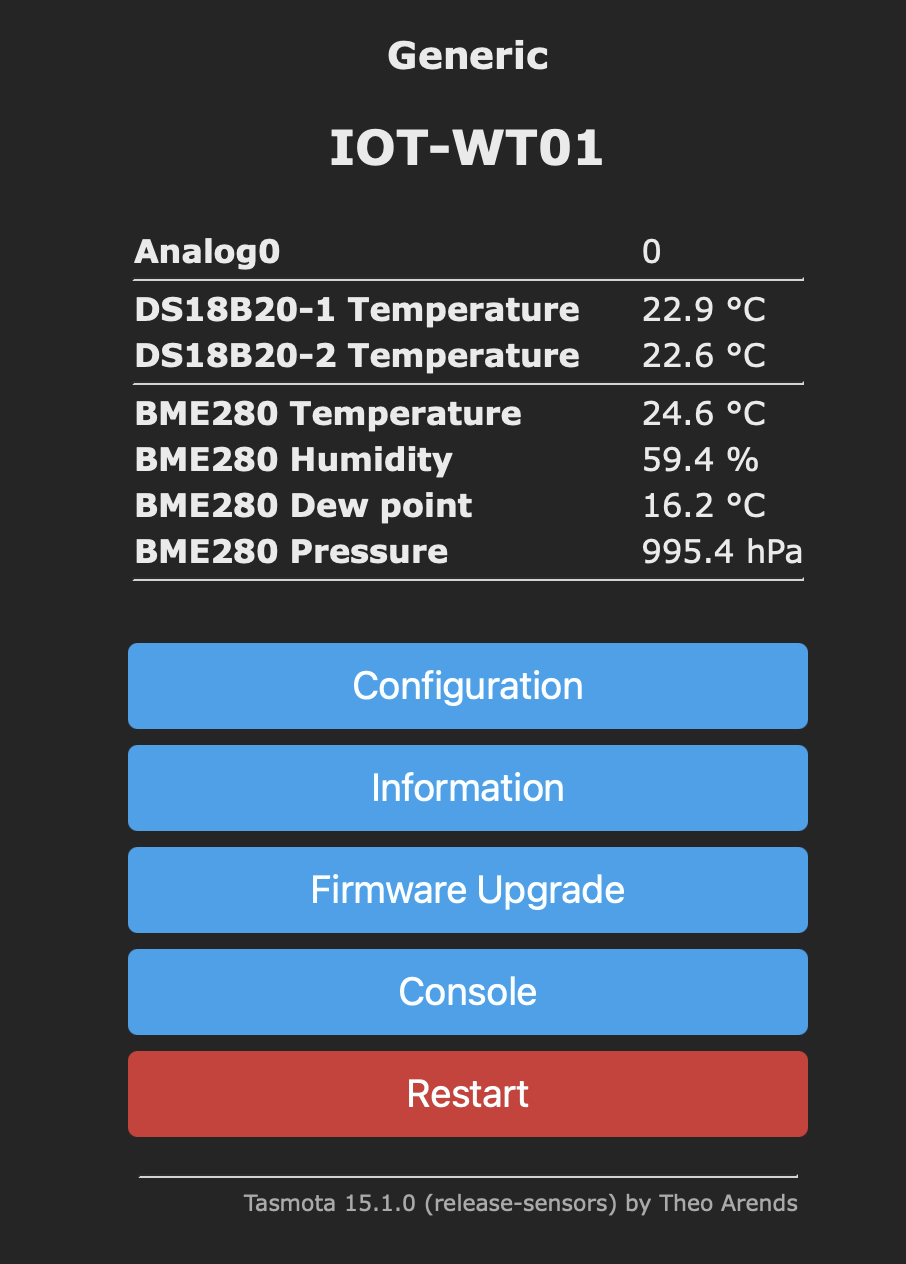 Generic
IOT-WT01
Analog0 0
DS18B20-1 Temperature 22.9 °C
DS18B20-2 Temperature 22.6 °C
BME280 Temperature 24.6 °C
BME280 Humidity 59.4 %
BME280 Dew point 16.2 °C
BME280 Pressure 995.4 hPa
Configuration
Information
Firmware Upgrade
Console
Restart
Tasmota 15.1.0 (release-sensors) by Theo Arends